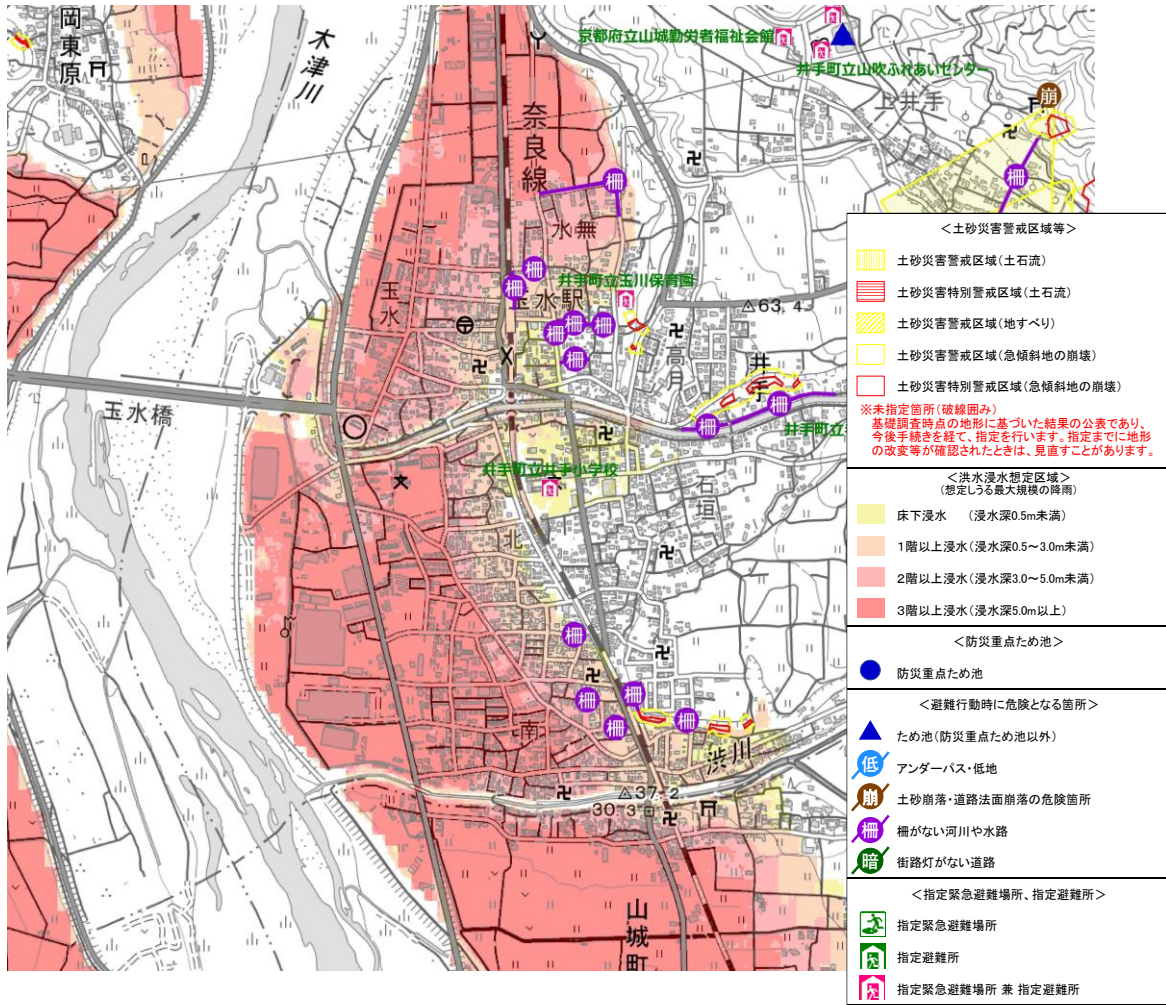 岡東原
木津川
奈良線
京都府立山城勤労者福祉会館
井手町立山吹ふれあいセンター
上井手
崩
柵
柵
水無
柵
柵
井手町立玉川保育園
玉水駅
玉水
柵
柵
柵
柵
高月
△63.4
井手
柵
柵
玉水橋
井手町立井手小学校
石垣
北
柵
柵
柵
柵
柵
南
渋川
△37.2
30.3
山城町
＜土砂災害警戒区域等＞
土砂災害警戒区域(土石流)
土砂災害特別警戒区域(土石流)
土砂災害警戒区域(地すべり)
土砂災害警戒区域(急傾斜地の崩壊)
土砂災害特別警戒区域(急傾斜地の崩壊)
※未指定箇所(破線囲み)
基礎調査時点の地形に基づいた結果の公表であり、
今後手続きを経て、指定を行います。指定までに地形
の改変等が確認されたときは、見直すことがあります。
＜洪水浸水想定区域＞
(想定しうる最大規模の降雨)
床下浸水　(浸水深0.5m未満)
1階以上浸水(浸水深0.5～3.0m未満)
2階以上浸水(浸水深3.0～5.0m未満)
3階以上浸水(浸水深5.0m以上)
＜防災重点ため池＞
防災重点ため池
＜避難行動時に危険となる箇所＞
ため池(防災重点ため池以外)
低 アンダーパス・低地
崩 土砂崩落・道路法面崩落の危険箇所
柵 柵がない河川や水路
暗 街路灯がない道路
＜指定緊急避難場所、指定避難所＞
指定緊急避難場所
指定避難所
指定緊急避難場所 兼 指定避難所